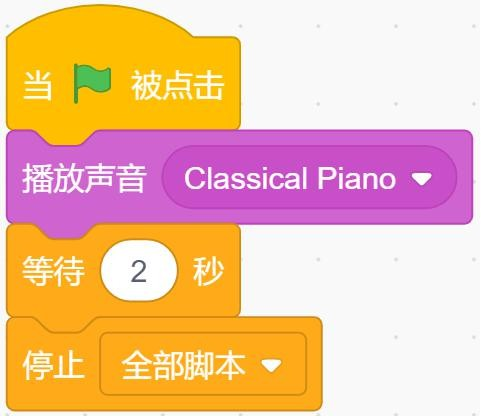 当 被点击
播放声音 Classical Piano
等待 2 秒
停止 全部脚本